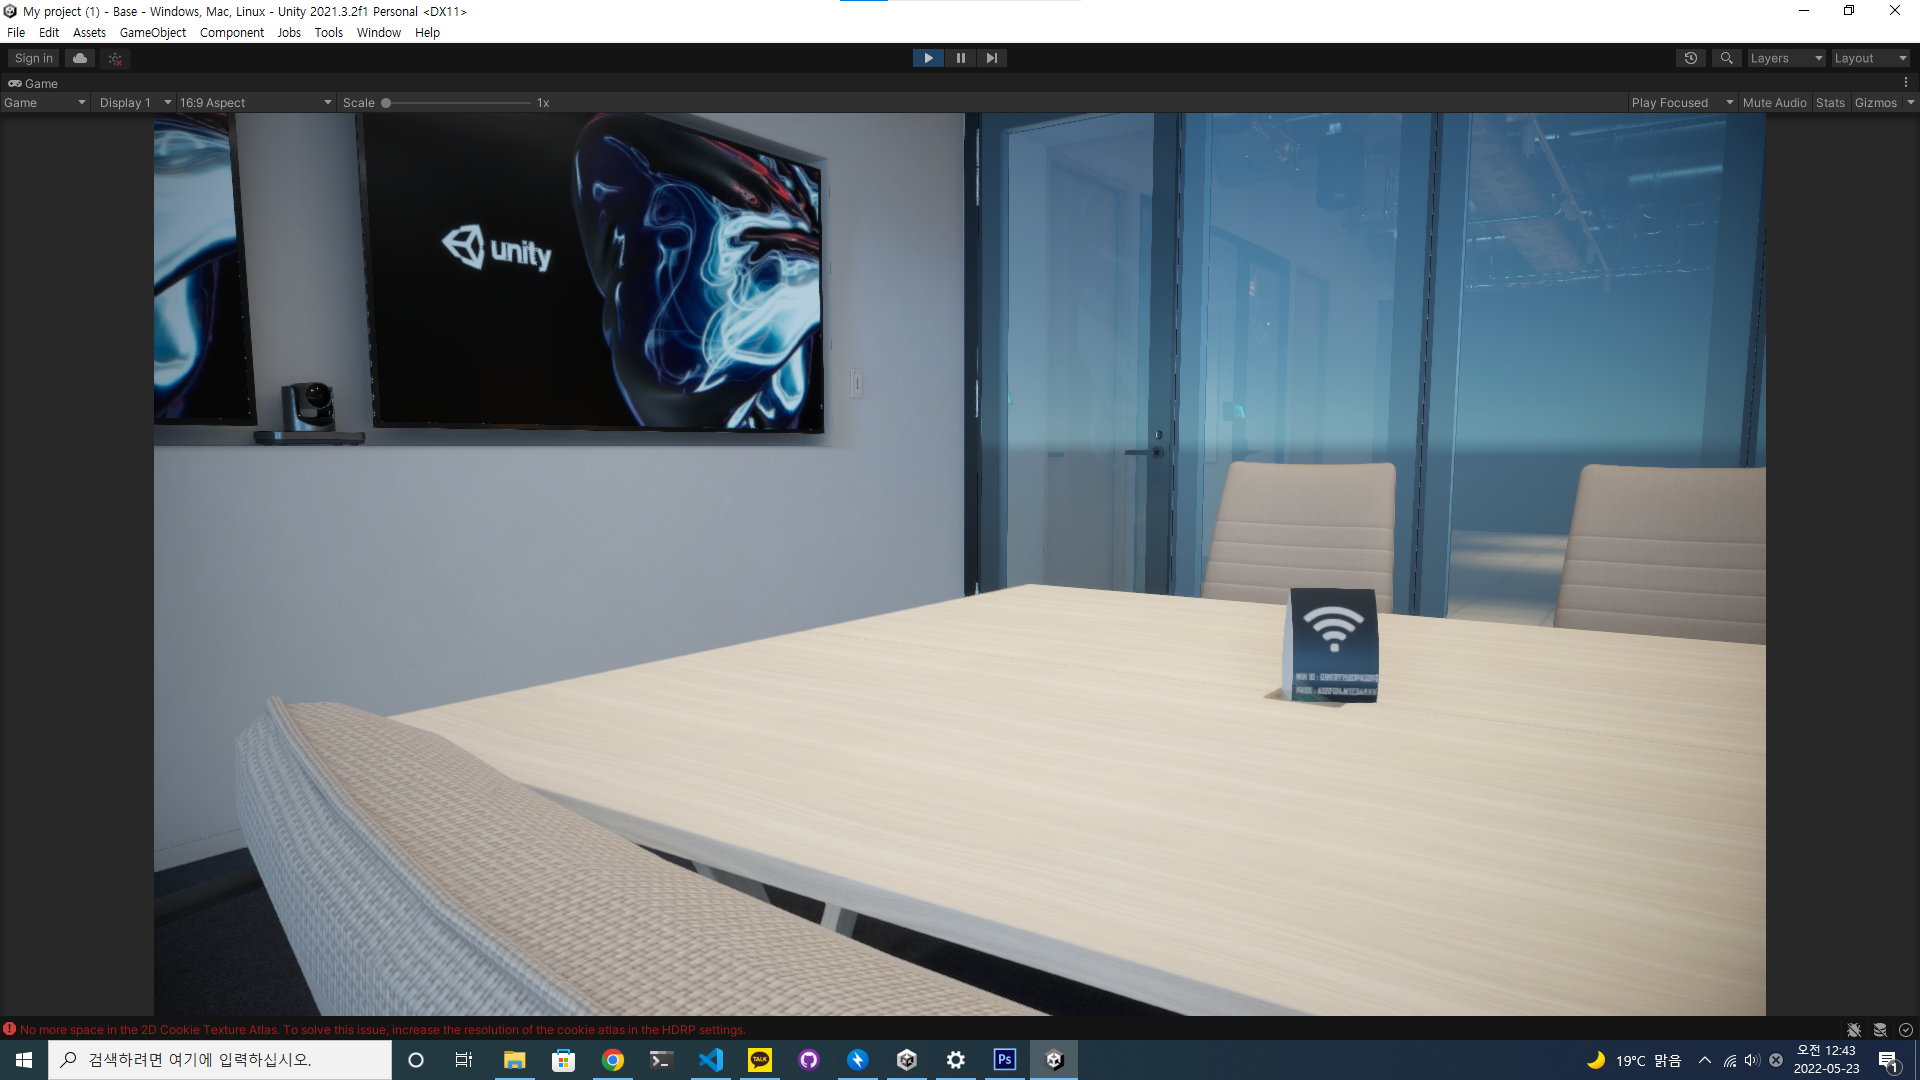 My project (1) - Base - Windows, Mac, Linux - Unity 2021.3.2f1 Personal <DX11>
File Edit Assets GameObject Component Jobs Tools Window Help
Sign in Layers Layout
Game
Game Display 1 16:9 Aspect Scale 1x Play Focused Mute Audio Stats Gizmos
unity
No more space in the 2D Cookie Texture Atlas. To solve this issue, increase the resolution of the cookie atlas in the HDRP settings.
검색하려면 여기에 입력하십시오.
TALK
Ps
19°C 맑음
오전 12:43
2022-05-23
1